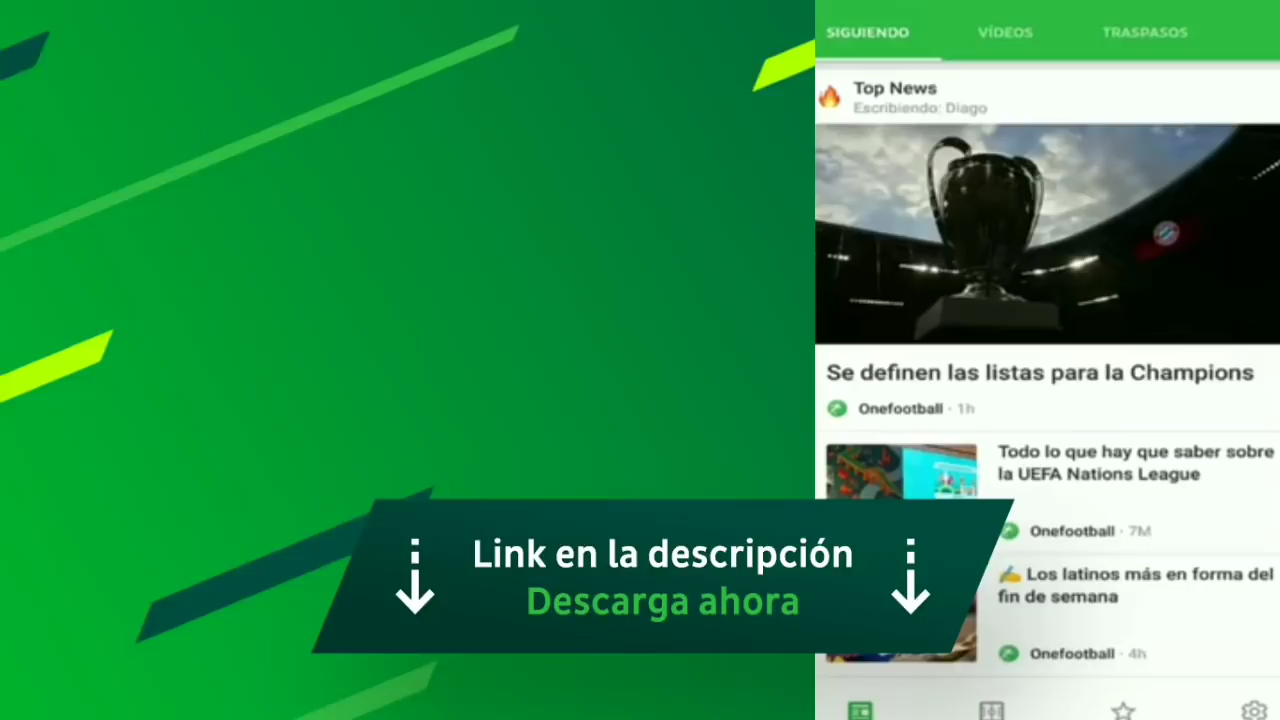 SIGUIENDO VÍDEOS TRASPASOS
Top News
Escribiendo: Diago
Se definen las listas para la Champions
Onefootball · 1h
Todo lo que hay que saber sobre
la UEFA Nations League
Onefootball · 7M
Link en la descripción
Descarga ahora
✍️ Los latinos más en forma del
fin de semana
Onefootball · 4h